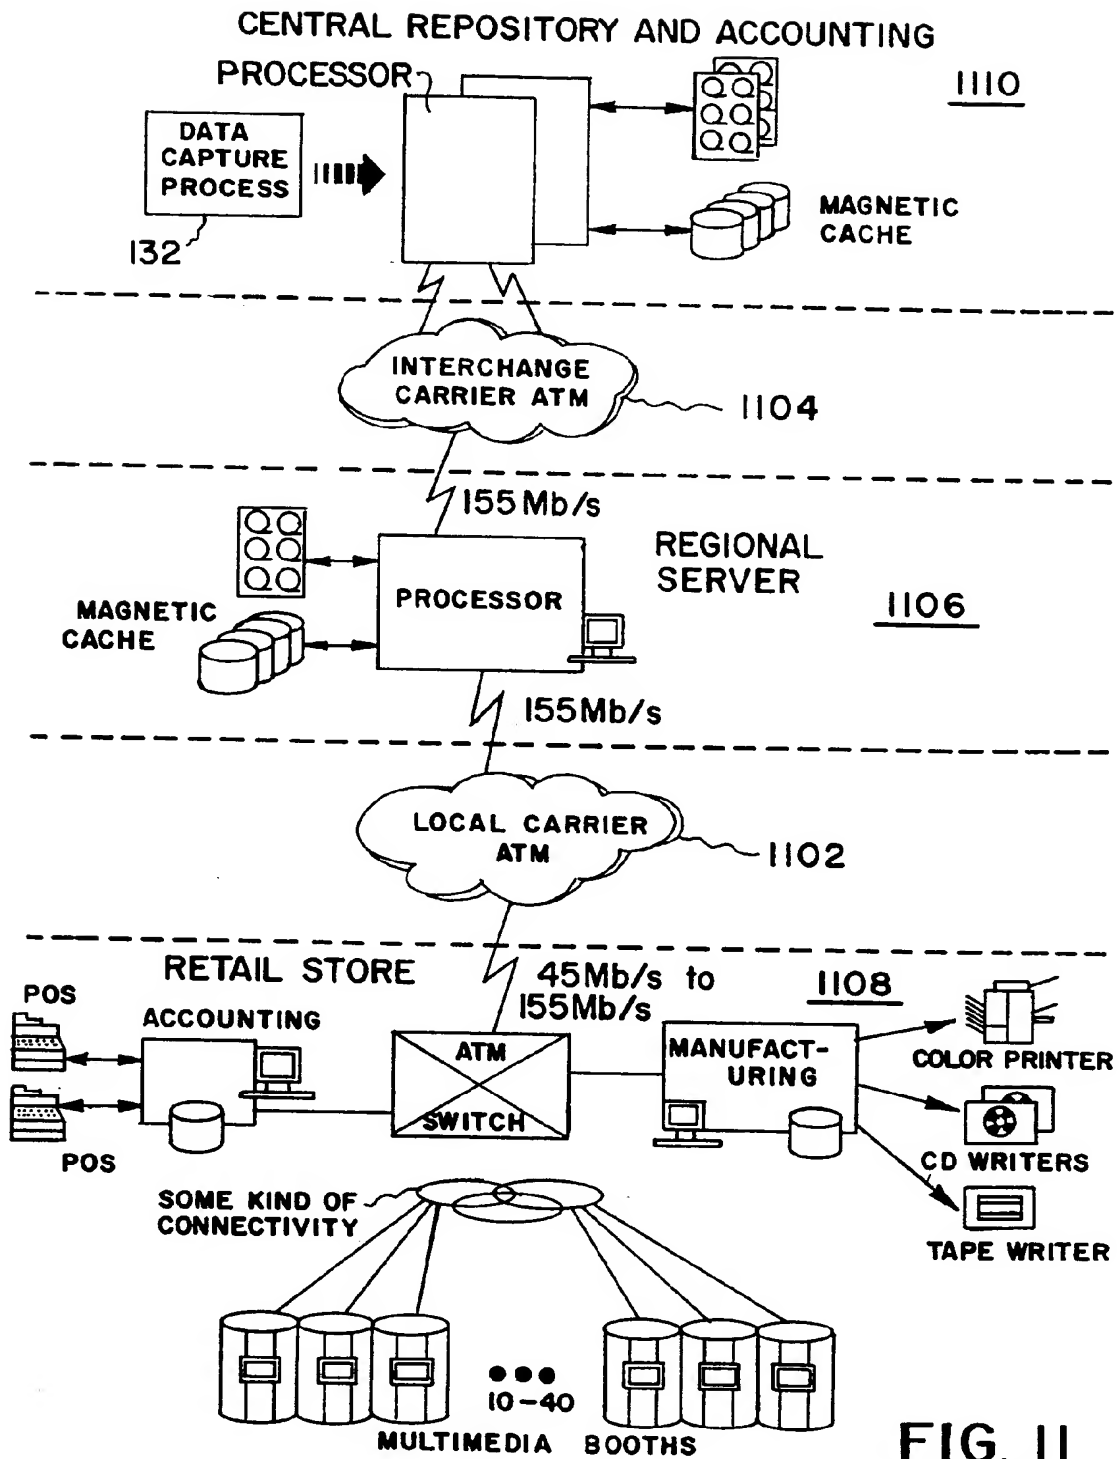 CENTRAL REPOSITORY AND ACCOUNTING
PROCESSOR
1110
DATA
CAPTURE
PROCESS
132
MAGNETIC
CACHE
INTERCHANGE
CARRIER ATM
1104
155Mb/s
REGIONAL
SERVER
PROCESSOR
1106
MAGNETIC
CACHE
155Mb/s
LOCAL CARRIER
ATM
1102
RETAIL STORE
45Mb/s to
155Mb/s
1108
POS
ACCOUNTING
ATM
SWITCH
MANUFACT-
URING
COLOR PRINTER
POS
CD WRITERS
SOME KIND OF
CONNECTIVITY
TAPE WRITER
10-40
MULTIMEDIA BOOTHS
FIG. 11